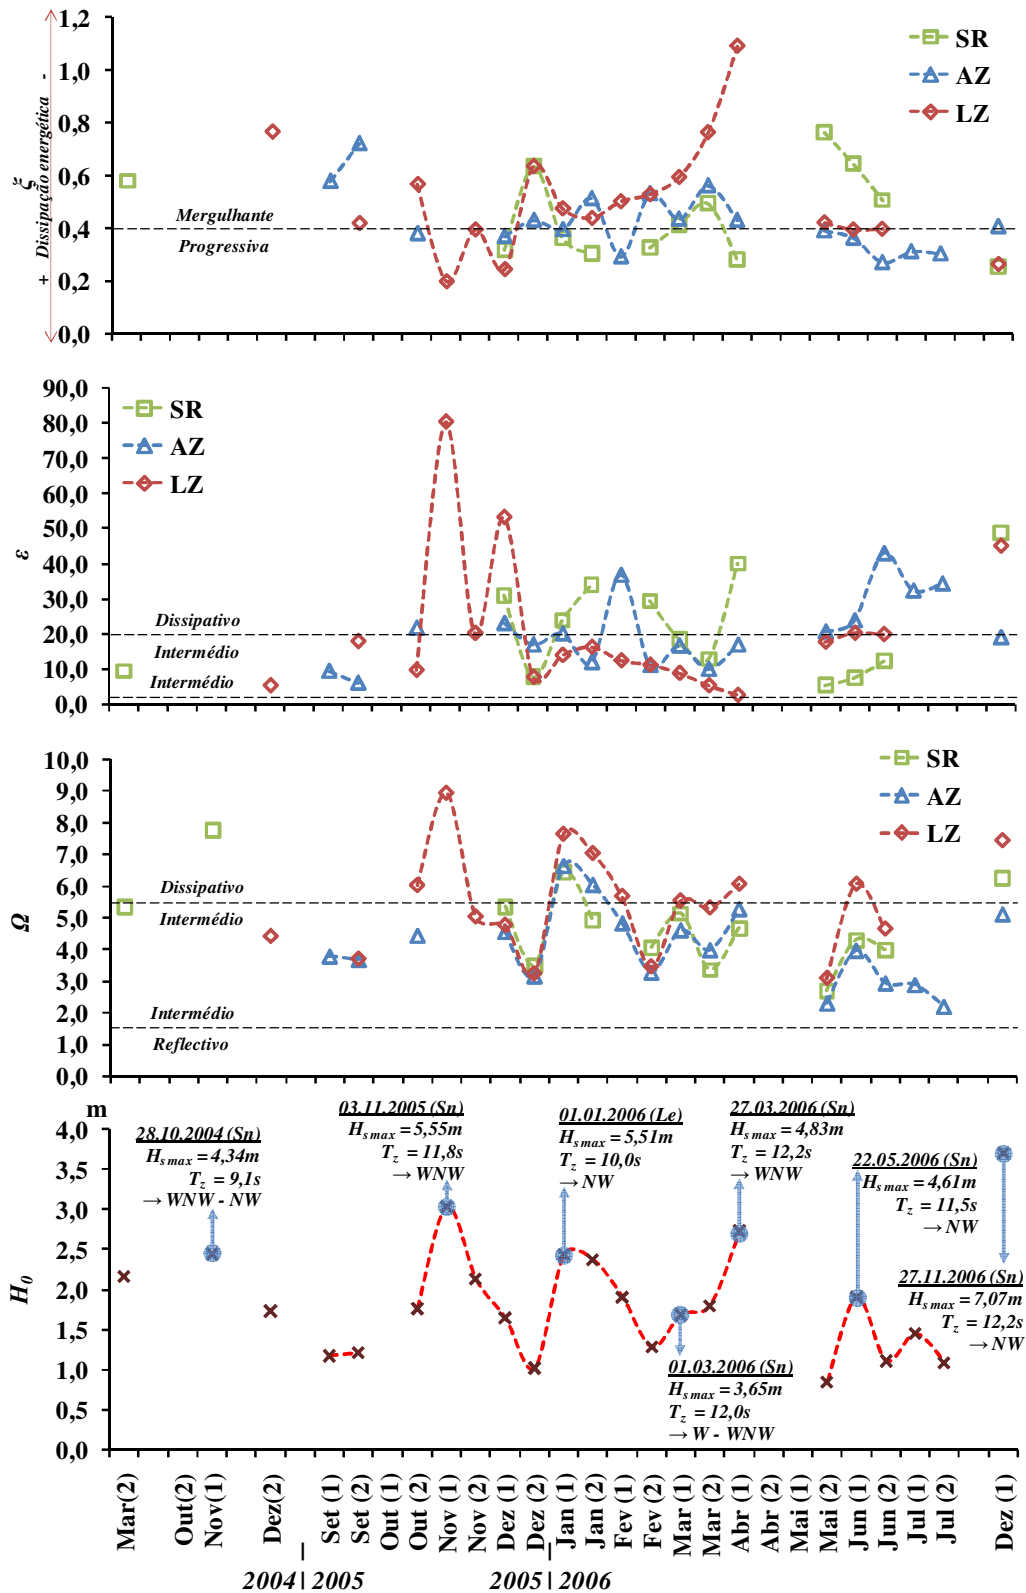 1,2
1,0
0,8
0,6
0,4
0,2
0,0
+ Dissipação energética -
ξ
Mergulhante
Progressiva
SR
AZ
LZ
90,0
80,0
70,0
60,0
50,0
40,0
30,0
20,0
10,0
0,0
ε
SR
AZ
LZ
Dissipativo
Intermédio
Intermédio
10,0
9,0
8,0
7,0
6,0
5,0
4,0
3,0
2,0
1,0
0,0
Ω
SR
AZ
LZ
Dissipativo
Intermédio
Intermédio
Reflectivo
m
4,0
3,5
3,0
2,5
2,0
1,5
1,0
0,5
0,0
H0
28.10.2004 (Sn)
Hs max = 4,34m
Tz = 9,1s
→ WNW - NW
03.11.2005 (Sn)
Hs max = 5,55m
Tz = 11,8s
→ WNW
01.01.2006 (Le)
Hs max = 5,51m
Tz = 10,0s
→ NW
27.03.2006 (Sn)
Hs max = 4,83m
Tz = 12,2s
→ WNW
22.05.2006 (Sn)
Hs max = 4,61m
Tz = 11,5s
→ NW
27.11.2006 (Sn)
Hs max = 7,07m
Tz = 12,2s
→ NW
01.03.2006 (Sn)
Hs max = 3,65m
Tz = 12,0s
→ W - WNW
Mar(2)
Out(2)
Nov(1)
Dez(2)
Set (1)
Set (2)
Out (1)
Out (2)
Nov (1)
Nov (2)
Dez (1)
Dez (2)
Jan (1)
Jan (2)
Fev (1)
Fev (2)
Mar (1)
Mar (2)
Abr (1)
Abr (2)
Mai (1)
Mai (2)
Jun (1)
Jun (2)
Jul (1)
Jul (2)
Dez (1)
2004 | 2005
2005 | 2006